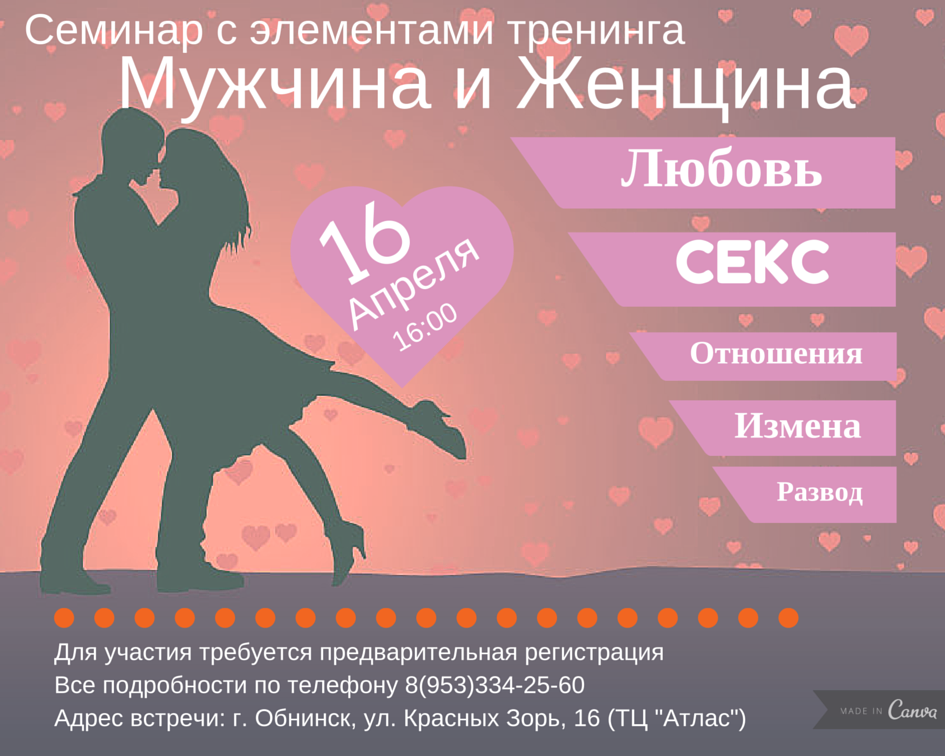 Семинар с элементами тренинга
Мужчина и Женщина
Любовь
СЕКС
Отношения
Измена
Развод
16
Апреля
16:00
Для участия требуется предварительная регистрация
Все подробности по телефону 8(953)334-25-60
Адрес встречи: г. Обнинск, ул. Красных Зорь, 16 (ТЦ "Атлас")
MADE IN Canva